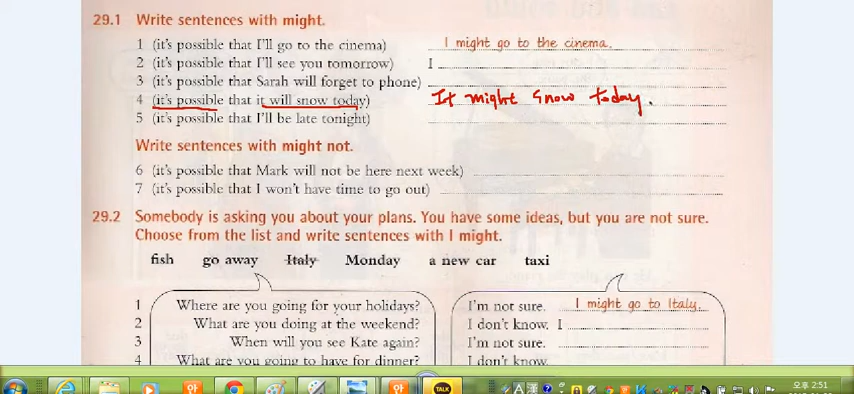 29.1 Write sentences with might.
1 (it's possible that I'll go to the cinema) I might go to the cinema.
2 (it's possible that I'll see you tomorrow) I
3 (it's possible that Sarah will forget to phone)
4 (it's possible that it will snow today) It might snow today.
5 (it's possible that I'll be late tonight)
Write sentences with might not.
6 (it's possible that Mark will not be here next week)
7 (it's possible that I won't have time to go out)
29.2 Somebody is asking you about your plans. You have some ideas, but you are not sure.
Choose from the list and write sentences with I might.
fish go away Italy Monday a new car taxi
1 Where are you going for your holidays? I'm not sure. I might go to Italy.
2 What are you doing at the weekend? I don't know. I
3 When will you see Kate again? I'm not sure.
4 What are you going to have for dinner? I don't know.
안 안 TALK A 漢 오후 2:51